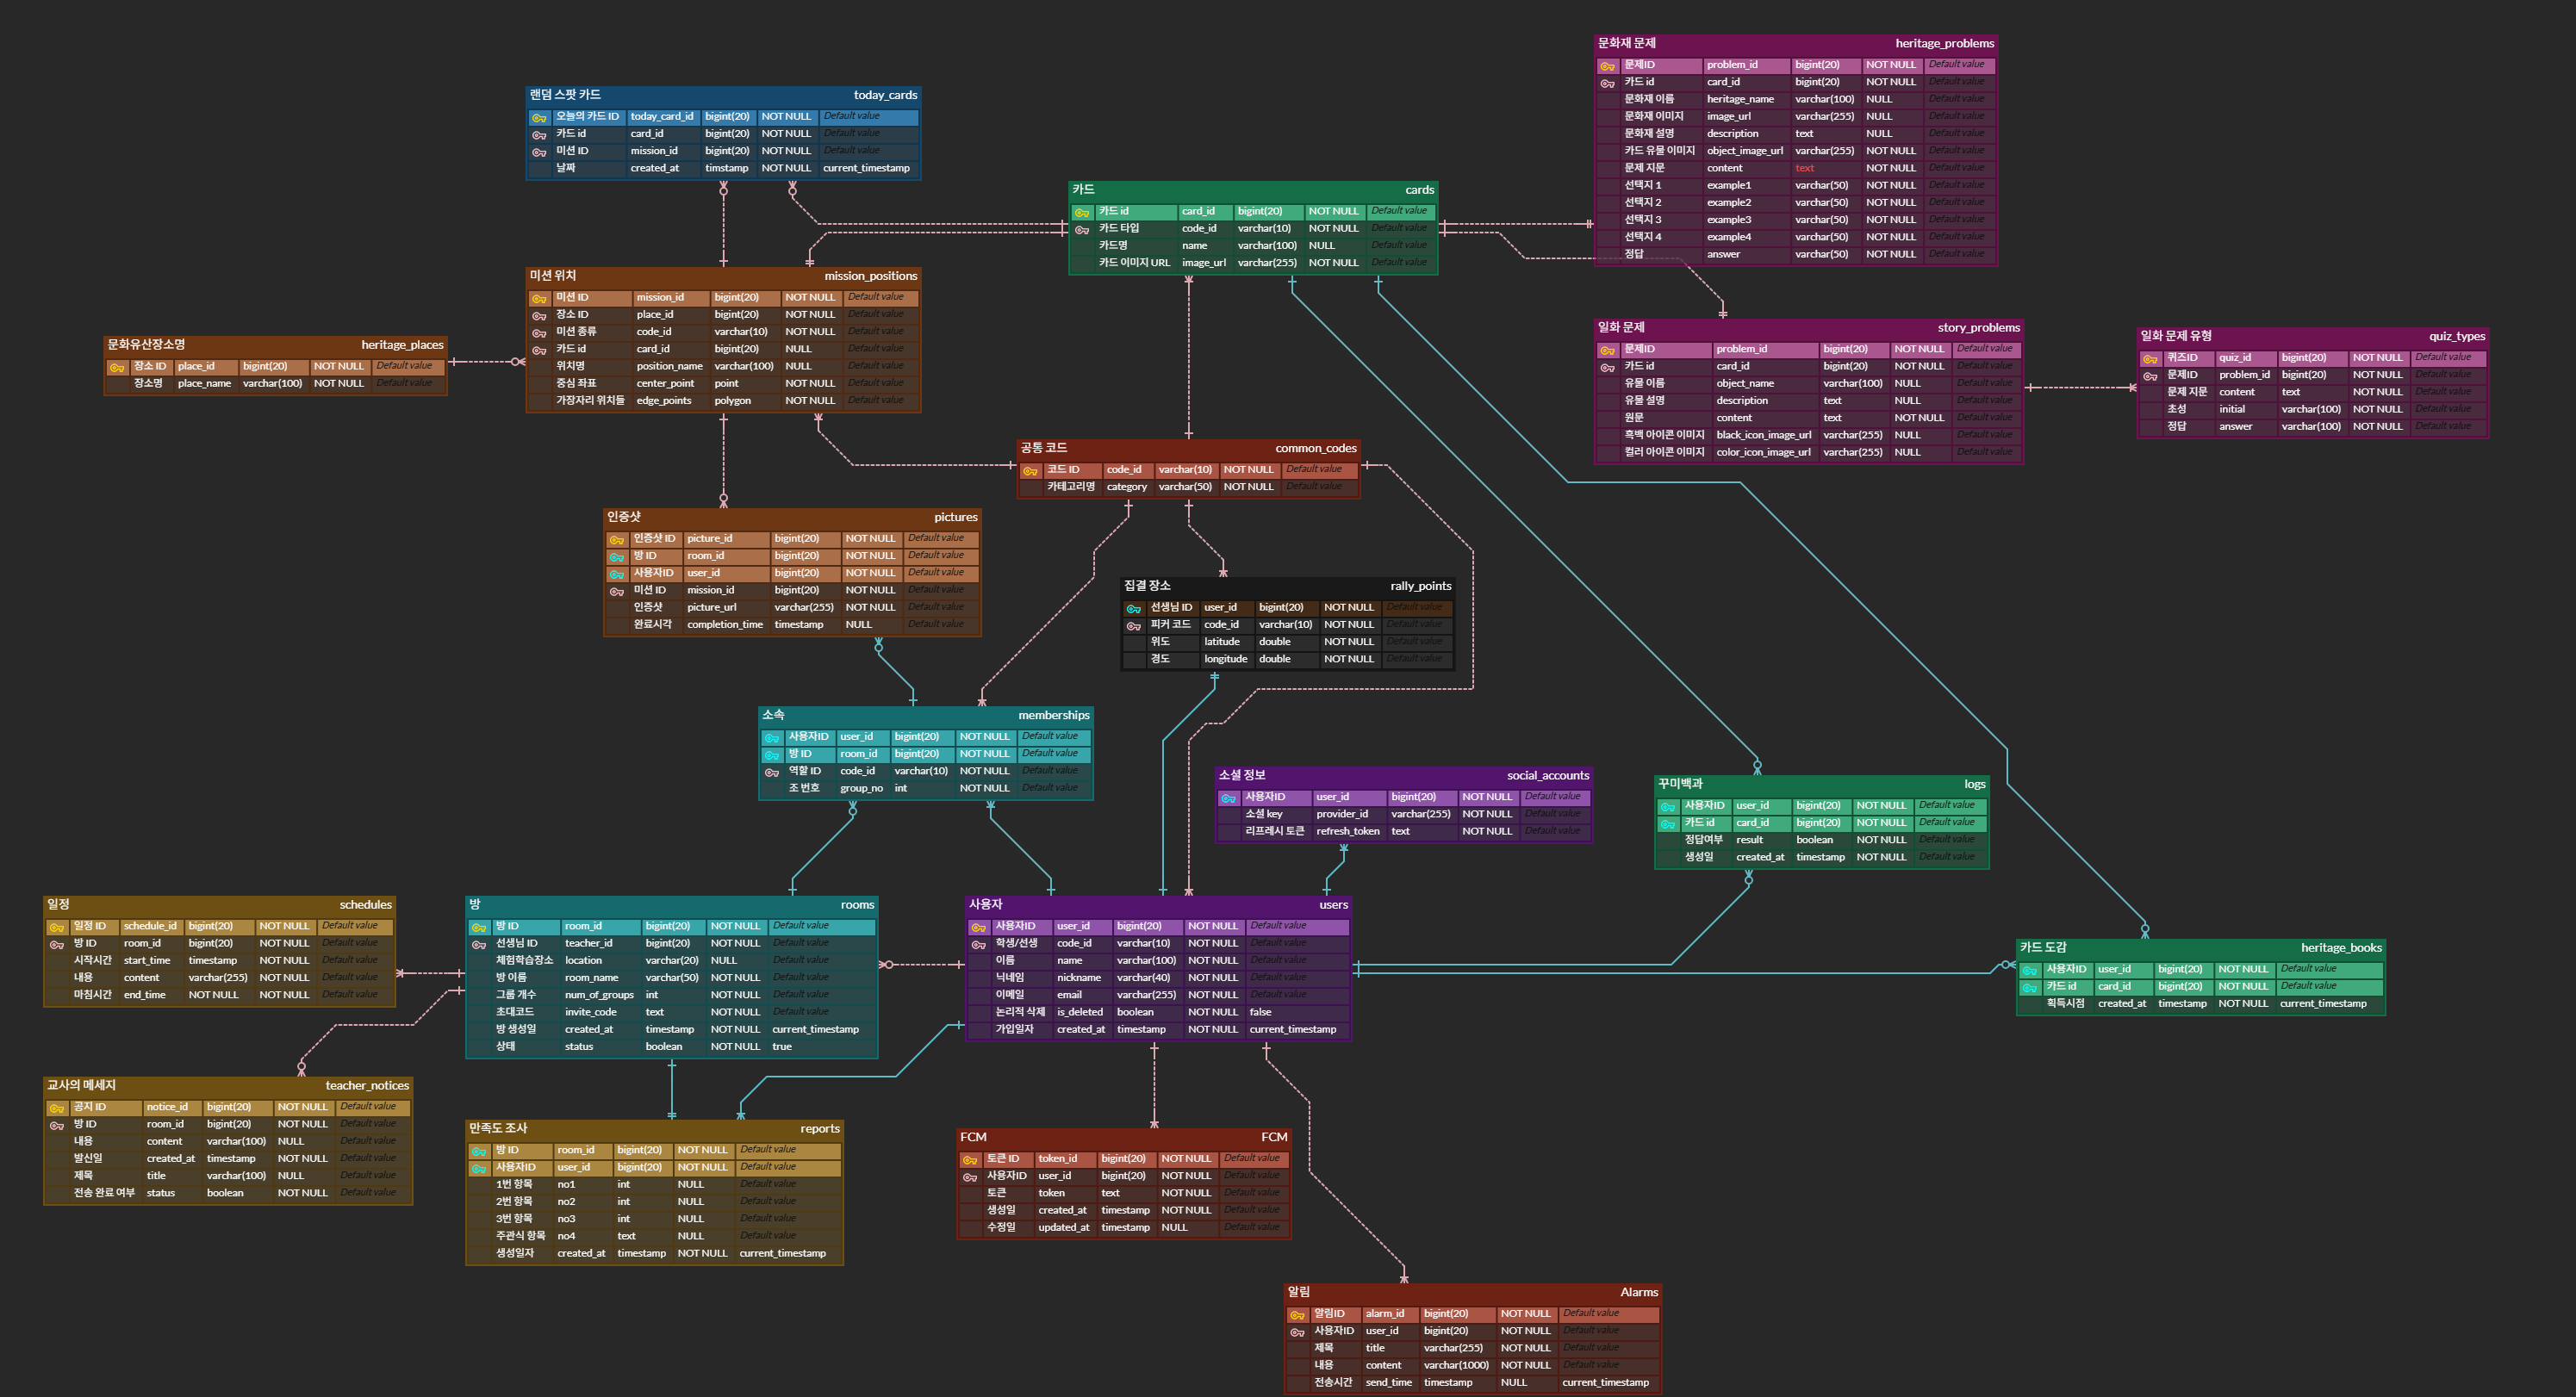 문화재 문제 heritage_problems
문제ID problem_id bigint(20) NOT NULL Default value
카드 id card_id bigint(20) NOT NULL Default value
문화재 이름 heritage_name varchar(100) NULL Default value
문화재 이미지 image_url varchar(255) NULL Default value
문화재 설명 description text NULL Default value
카드 유물 이미지 object_image_url varchar(255) NOT NULL Default value
문제 지문 content text NOT NULL Default value
선택지 1 example1 varchar(50) NOT NULL Default value
선택지 2 example2 varchar(50) NOT NULL Default value
선택지 3 example3 varchar(50) NOT NULL Default value
선택지 4 example4 varchar(50) NOT NULL Default value
정답 answer varchar(50) NOT NULL Default value
랜덤 스팟 카드 today_cards
오늘의 카드 ID today_card_id bigint(20) NOT NULL Default value
카드 id card_id bigint(20) NOT NULL Default value
미션 ID mission_id bigint(20) NOT NULL Default value
날짜 created_at timstamp NOT NULL current_timestamp
카드 cards
카드 id card_id bigint(20) NOT NULL Default value
카드 타입 code_id varchar(10) NOT NULL Default value
카드명 name varchar(100) NULL Default value
카드 이미지 URL image_url varchar(255) NOT NULL Default value
미션 위치 mission_positions
미션 ID mission_id bigint(20) NOT NULL Default value
장소 ID place_id bigint(20) NOT NULL Default value
미션 종류 code_id varchar(10) NOT NULL Default value
카드 id card_id bigint(20) NULL Default value
위치명 position_name varchar(100) NULL Default value
중심 좌표 center_point point NOT NULL Default value
가장자리 위치들 edge_points polygon NOT NULL Default value
문화유산장소명 heritage_places
장소 ID place_id bigint(20) NOT NULL Default value
장소명 place_name varchar(100) NOT NULL Default value
일화 문제 story_problems
문제ID problem_id bigint(20) NOT NULL Default value
카드 id card_id bigint(20) NOT NULL Default value
유물 이름 object_name varchar(100) NULL Default value
유물 설명 description text NULL Default value
원문 content text NOT NULL Default value
흑백 아이콘 이미지 black_icon_image_url varchar(255) NULL Default value
컬러 아이콘 이미지 color_icon_image_url varchar(255) NULL Default value
일화 문제 유형 quiz_types
퀴즈ID quiz_id bigint(20) NOT NULL Default value
문제ID problem_id bigint(20) NOT NULL Default value
문제 지문 content text NOT NULL Default value
초성 initial varchar(100) NOT NULL Default value
정답 answer varchar(100) NOT NULL Default value
공통 코드 common_codes
코드 ID code_id varchar(10) NOT NULL Default value
카테고리명 category varchar(50) NOT NULL Default value
인증샷 pictures
인증샷 ID picture_id bigint(20) NOT NULL Default value
방 ID room_id bigint(20) NOT NULL Default value
사용자ID user_id bigint(20) NOT NULL Default value
미션 ID mission_id bigint(20) NOT NULL Default value
인증샷 picture_url varchar(255) NOT NULL Default value
완료시각 completion_time timestamp NULL Default value
집결 장소 rally_points
선생님 ID user_id bigint(20) NOT NULL Default value
피커 코드 code_id varchar(10) NOT NULL Default value
위도 latitude double NOT NULL Default value
경도 longitude double NOT NULL Default value
소속 memberships
사용자ID user_id bigint(20) NOT NULL Default value
방 ID room_id bigint(20) NOT NULL Default value
역할 ID code_id varchar(10) NOT NULL Default value
조 번호 group_no int NOT NULL Default value
소셜 정보 social_accounts
사용자ID user_id bigint(20) NOT NULL Default value
소셜 key provider_id varchar(255) NOT NULL Default value
리프레시 토큰 refresh_token text NOT NULL Default value
꾸미백과 logs
사용자ID user_id bigint(20) NOT NULL Default value
카드 id card_id bigint(20) NOT NULL Default value
정답여부 result boolean NOT NULL Default value
생성일 created_at timestamp NOT NULL Default value
일정 schedules
일정 ID schedule_id bigint(20) NOT NULL Default value
방 ID room_id bigint(20) NOT NULL Default value
시작시간 start_time timestamp NOT NULL Default value
내용 content varchar(255) NOT NULL Default value
마침시간 end_time NOT NULL NOT NULL Default value
방 rooms
방 ID room_id bigint(20) NOT NULL Default value
선생님 ID teacher_id bigint(20) NOT NULL Default value
체험학습장소 location varchar(20) NULL Default value
방 이름 room_name varchar(50) NOT NULL Default value
그룹 개수 num_of_groups int NOT NULL Default value
초대코드 invite_code text NOT NULL Default value
방 생성일 created_at timestamp NOT NULL current_timestamp
상태 status boolean NOT NULL true
사용자 users
사용자ID user_id bigint(20) NOT NULL Default value
학생/선생 code_id varchar(10) NOT NULL Default value
이름 name varchar(100) NOT NULL Default value
닉네임 nickname varchar(40) NOT NULL Default value
이메일 email varchar(255) NOT NULL Default value
논리적 삭제 is_deleted boolean NOT NULL false
가입일자 created_at timestamp NOT NULL current_timestamp
카드 도감 heritage_books
사용자ID user_id bigint(20) NOT NULL Default value
카드 id card_id bigint(20) NOT NULL Default value
획득시점 created_at timestamp NOT NULL current_timestamp
교사의 메세지 teacher_notices
공지 ID notice_id bigint(20) NOT NULL Default value
방 ID room_id bigint(20) NOT NULL Default value
내용 content varchar(100) NULL Default value
발신일 created_at timestamp NOT NULL Default value
제목 title varchar(100) NULL Default value
전송 완료 여부 status boolean NOT NULL Default value
만족도 조사 reports
방 ID room_id bigint(20) NOT NULL Default value
사용자ID user_id bigint(20) NOT NULL Default value
1번 항목 no1 int NULL Default value
2번 항목 no2 int NULL Default value
3번 항목 no3 int NULL Default value
주관식 항목 no4 text NULL Default value
생성일자 created_at timestamp NOT NULL current_timestamp
FCM FCM
토큰 ID token_id bigint(20) NOT NULL Default value
사용자ID user_id bigint(20) NOT NULL Default value
토큰 token text NOT NULL Default value
생성일 created_at timestamp NOT NULL Default value
수정일 updated_at timestamp NULL Default value
알림 Alarms
알림ID alarm_id bigint(20) NOT NULL Default value
사용자ID user_id bigint(20) NOT NULL Default value
제목 title varchar(255) NOT NULL Default value
내용 content varchar(1000) NOT NULL Default value
전송시간 send_time timestamp NULL current_timestamp